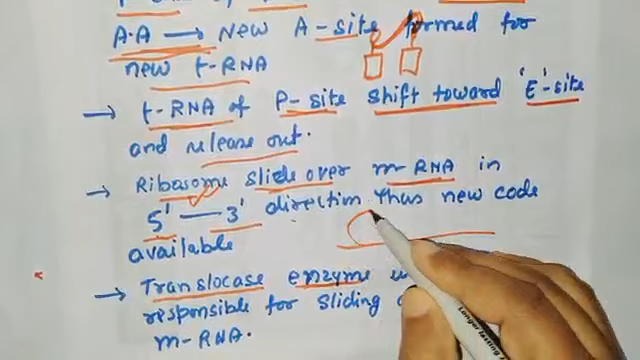 A.A → New A-site formed for
new t-RNA
→ t-RNA of P-site shift toward 'E'-site
and release out.
→ Ribosome slide over m-RNA in
5' — 3' direction thus new code
available
→ Translocase enzyme
responsible for sliding
m-RNA.